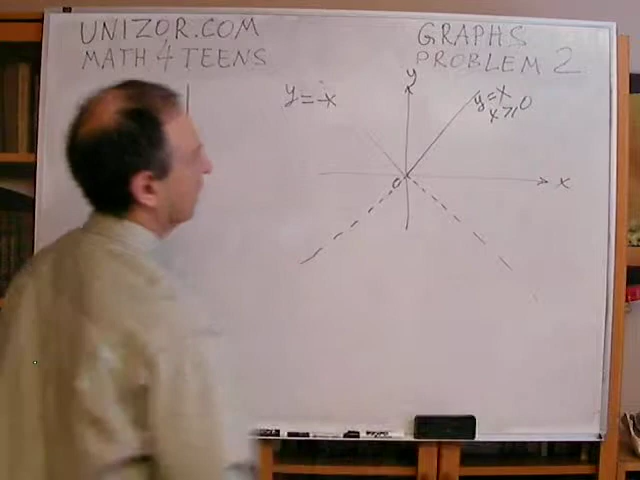 UNIZOR.COM
MATH 4 TEENS
GRAPHS
PROBLEM 2
y
y=-x
y=x
x≥0
0
x